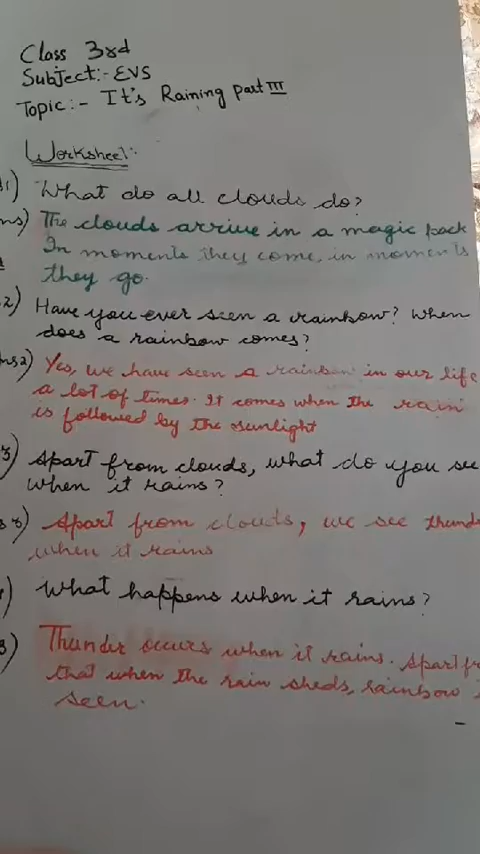 Class 3rd
Subject:- EVS
Topic:- It's Raining part III
Worksheet:-
1) What do all clouds do?
ns) The clouds arrive in a magic pack
In moments they come, in moments
they go.
2) Have you ever seen a rainbow? When
does a rainbow comes?
ns2) Yes, we have seen a rainbow in our life
a lot of times. It comes when the rain
is followed by the sunlight
3) Apart from clouds, what do you see
when it rains?
s3) Apart from clouds, we see thund
when it rains
) What happens when it rains?
3) Thunder occurs when it rains. Apart fr
that when the rain sheds, rainbow i
seen.